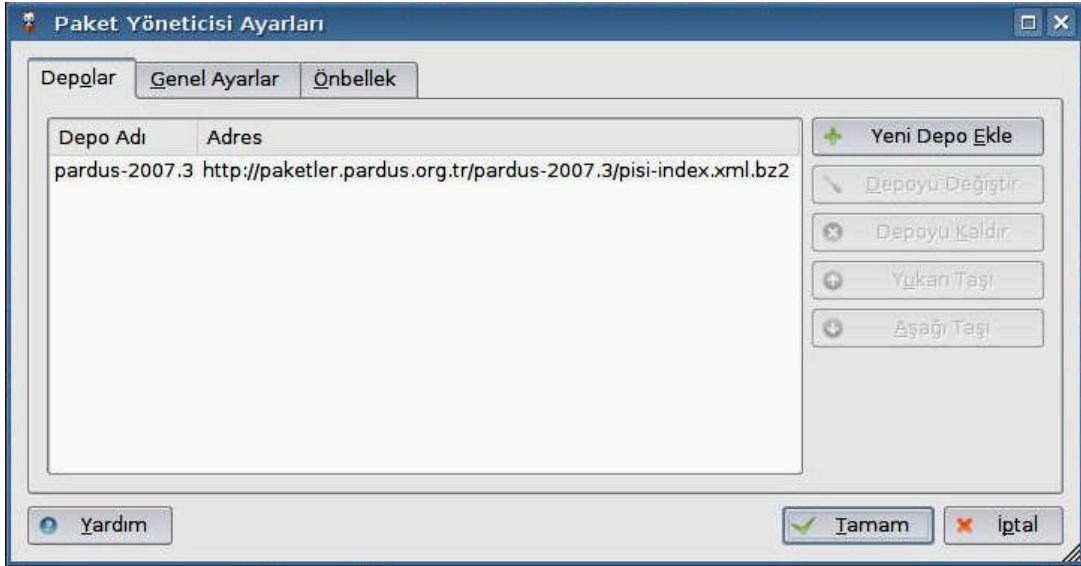 Paket Yöneticisi Ayarları
Depolar Genel Ayarlar Önbellek
Depo Adı Adres
pardus-2007.3 http://paketler.pardus.org.tr/pardus-2007.3/pisi-index.xml.bz2
Yeni Depo Ekle
Depoyu Değiştir
Depoyu Kaldır
Yukarı Taşı
Aşağı Taşı
Yardım
Tamam
İptal